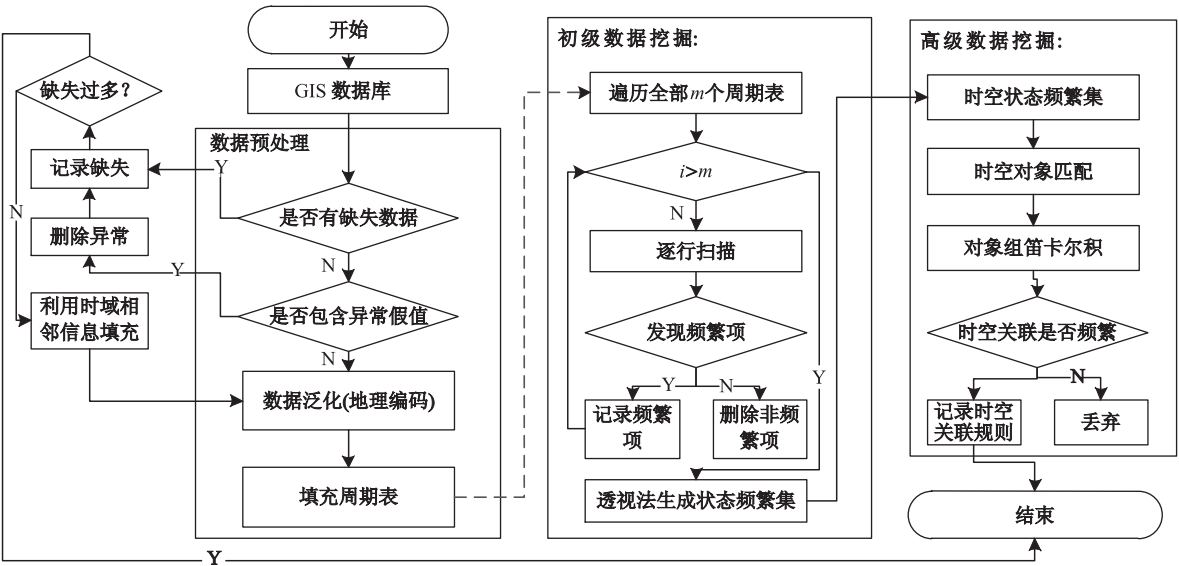 开始
GIS 数据库
数据预处理
是否有缺失数据
Y
N
是否包含异常假值
Y
N
数据泛化(地理编码)
填充周期表
缺失过多?
记录缺失
删除异常
N
利用时域相
邻信息填充
Y
初级数据挖掘:
遍历全部m个周期表
i>m
N
Y
逐行扫描
发现频繁项
Y
N
记录频繁
项
删除非频
繁项
透视法生成状态频繁集
高级数据挖掘:
时空状态频繁集
时空对象匹配
对象组笛卡尔积
时空关联是否频繁
N
记录时空
关联规则
丢弃
结束